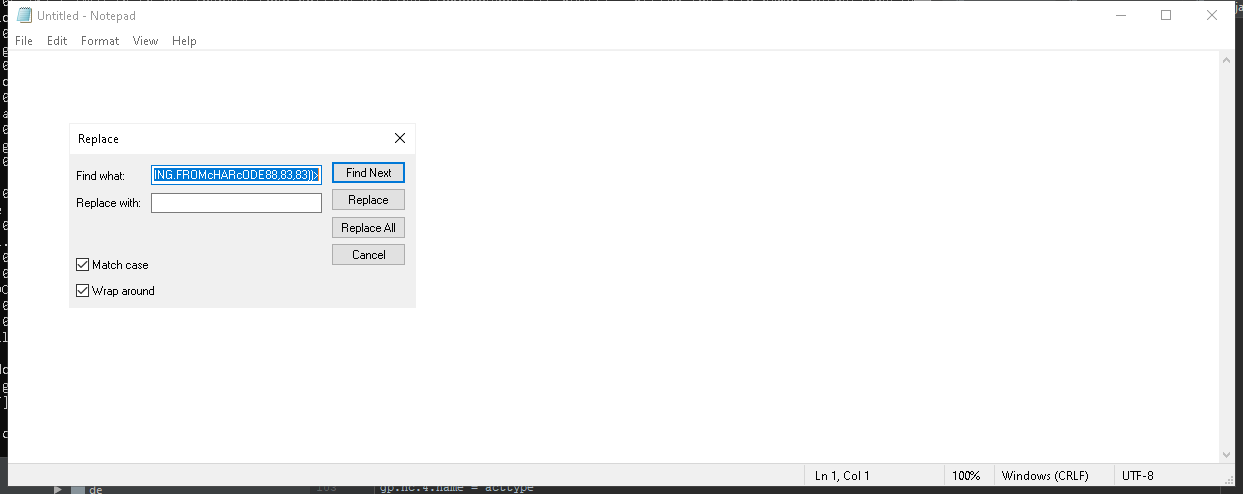 Untitled - Notepad
File Edit Format View Help
Replace
Find what: ING.FROMcHARcODE88,83,83))> Find Next
Replace with: Replace
Replace All
Cancel
Match case
Wrap around
Ln 1, Col 1 100% Windows (CRLF) UTF-8
de
gp.nc.4.name = acttype